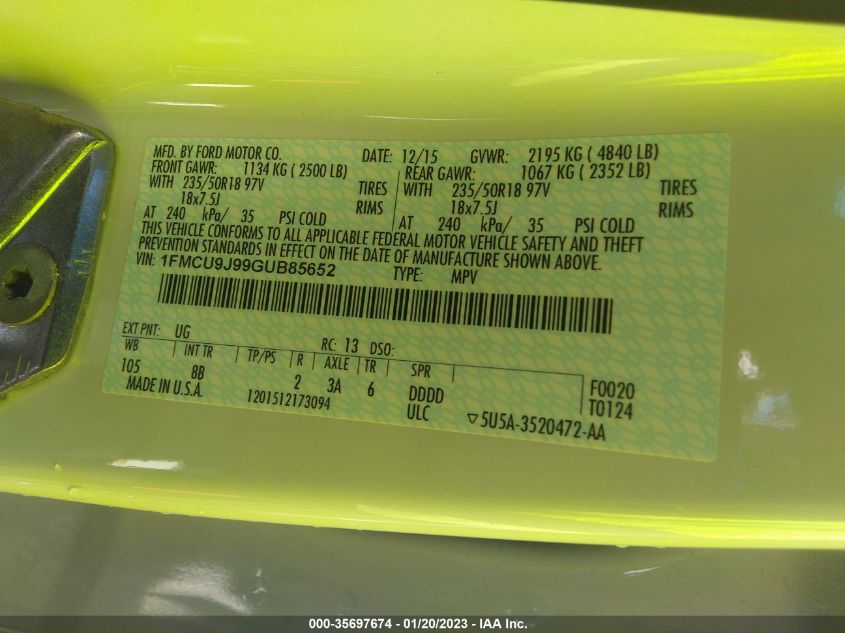 MFD. BY FORD MOTOR CO. DATE: 12/15 GVWR: 2195 KG ( 4840 LB)
FRONT GAWR: 1134 KG ( 2500 LB) REAR GAWR: 1067 KG ( 2352 LB)
WITH 235/50R18 97V TIRES WITH 235/50R18 97V TIRES
18x7.5J RIMS 18x7.5J RIMS
AT 240 kPa/ 35 PSI COLD AT 240 kPa/ 35 PSI COLD
THIS VEHICLE CONFORMS TO ALL APPLICABLE FEDERAL MOTOR VEHICLE SAFETY AND THEFT
PREVENTION STANDARDS IN EFFECT ON THE DATE OF MANUFACTURE SHOWN ABOVE.
VIN: 1FMCU9J99GUB85652 TYPE: MPV
EXT PNT: UG RC: 13 DSO:
WB INT TR TP/PS R AXLE TR SPR
105 8B 2 3A 6 DDDD F0020
MADE IN U.S.A. 1201512173094 ULC T0124
▽5U5A-3520472-AA
000-35697674 / 01/20/2023 - IAA Inc.